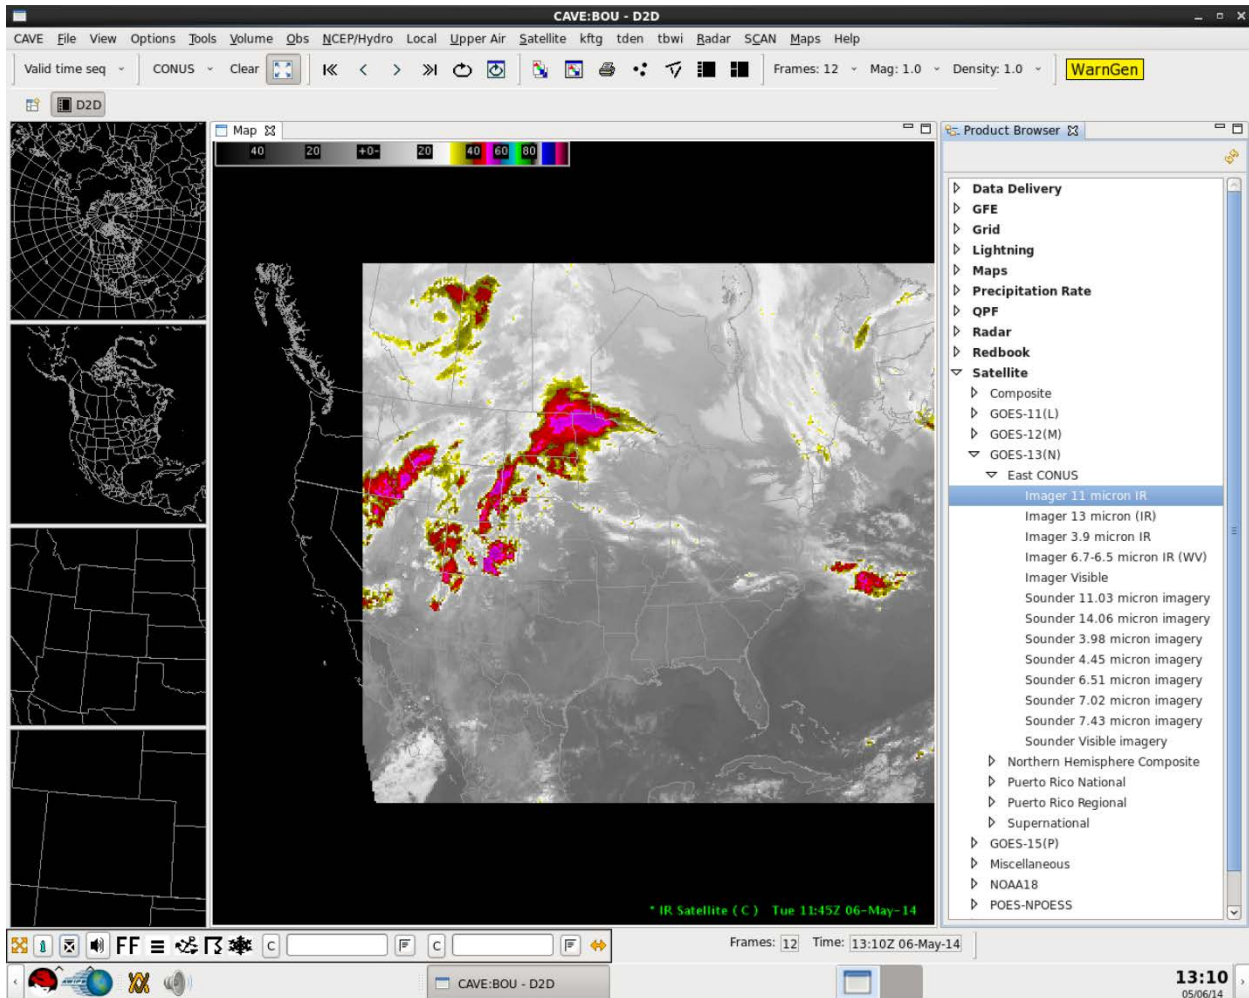 CAVE:BOU - D2D
CAVE File View Options Tools Volume Obs NCEP/Hydro Local Upper Air Satellite kftg tden tbwi Radar SCAN Maps Help
Valid time seq CONUS Clear Frames: 12 Mag: 1.0 Density: 1.0 WarnGen
D2D
Map
40 20 +0- 20 40 60 80
* IR Satellite ( C ) Tue 11:45Z 06-May-14
Product Browser
Data Delivery
GFE
Grid
Lightning
Maps
Precipitation Rate
QPF
Radar
Redbook
Satellite
Composite
GOES-11(L)
GOES-12(M)
GOES-13(N)
East CONUS
Imager 11 micron IR
Imager 13 micron (IR)
Imager 3.9 micron IR
Imager 6.7-6.5 micron IR (WV)
Imager Visible
Sounder 11.03 micron imagery
Sounder 14.06 micron imagery
Sounder 3.98 micron imagery
Sounder 4.45 micron imagery
Sounder 6.51 micron imagery
Sounder 7.02 micron imagery
Sounder 7.43 micron imagery
Sounder Visible imagery
Northern Hemisphere Composite
Puerto Rico National
Puerto Rico Regional
Supernational
GOES-15(P)
Miscellaneous
NOAA18
POES-NPOESS
FF C C Frames: 12 Time: 13:10Z 06-May-14
AWIPS CAVE:BOU - D2D 13:10
05/06/14